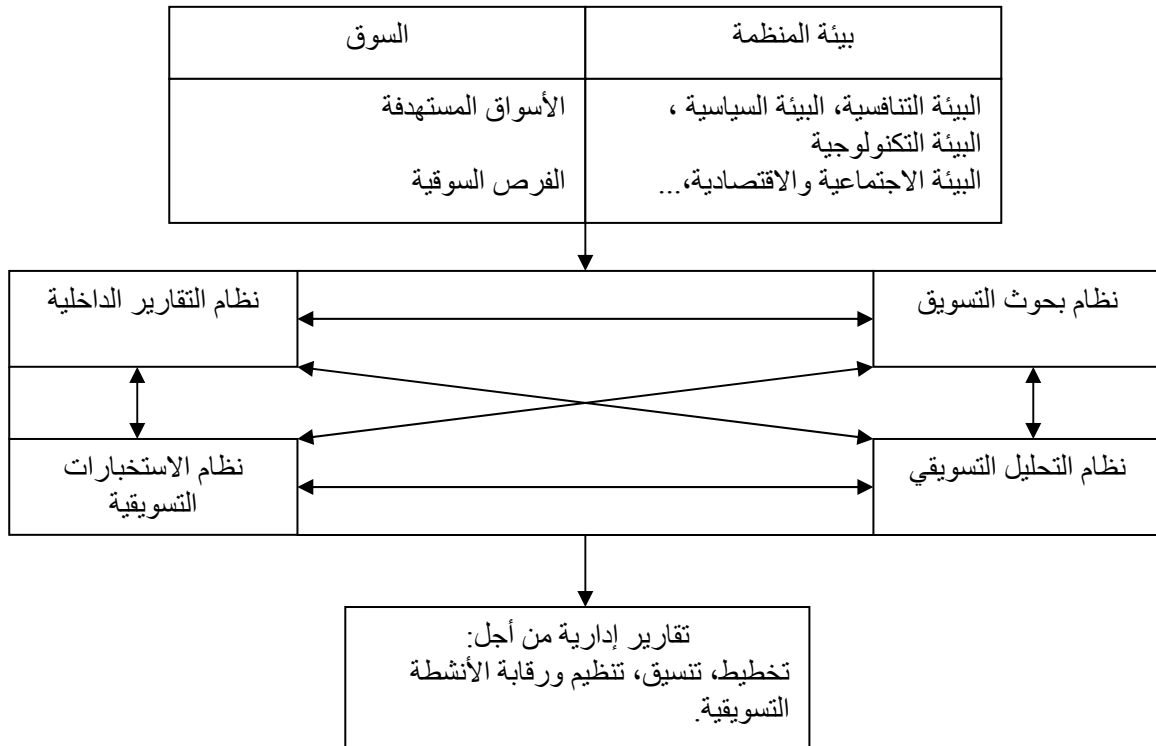 بيئة المنظمة
السوق
البيئة التنافسية، البيئة السياسية ،
البيئة التكنولوجية
البيئة الاجتماعية والاقتصادية،...
الأسواق المستهدفة
الفرص السوقية
نظام بحوث التسويق
نظام التقارير الداخلية
نظام التحليل التسويقي
نظام الاستخبارات
التسويقية
تقارير إدارية من أجل:
تخطيط، تنسيق، تنظيم ورقابة الأنشطة
التسويقية.